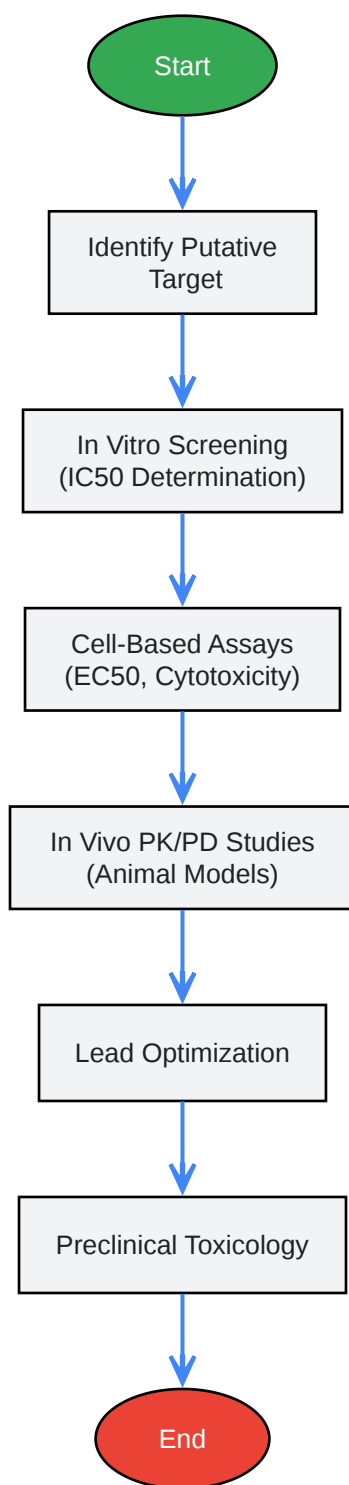 Start
Identify Putative
Target
In Vitro Screening
(IC50 Determination)
Cell-Based Assays
(EC50, Cytotoxicity)
In Vivo PK/PD Studies
(Animal Models)
Lead Optimization
Preclinical Toxicology
End